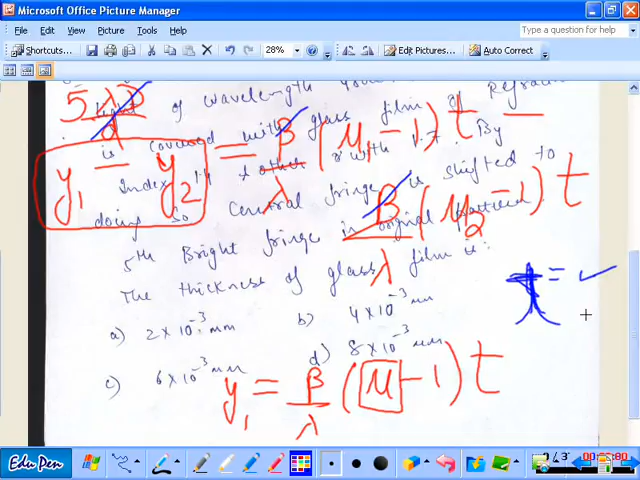 Microsoft Office Picture Manager
File Edit View Picture Tools Help Type a question for help
Shortcuts... 28% Edit Pictures... Auto Correct
5 λD
of wavelength
is covered with glass film of Refractive
y₁ - y₂ = β/λ (μ₁-1) t
Index 1.4 & other with 1.7. By
doing so central fringe is shifted to
β/λ (μ₂-1) t
5th Bright fringe in original pattern.
The thickness of glass film is:
t = ✓
a) 2×10⁻³ mm b) 4×10⁻³ mm
c) 6×10⁻³ mm d) 8×10⁻³ mm
y₁ = β/λ (μ-1) t
Edu Pen